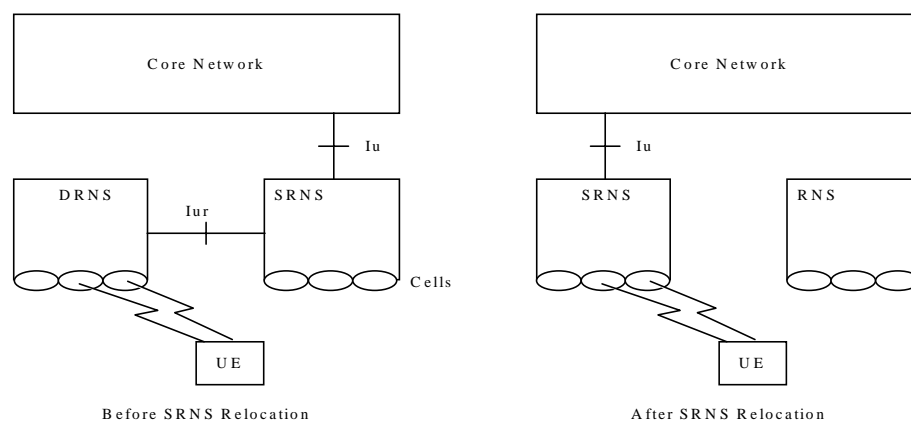 Core Network
Iu
DRNS
SRNS
Iur
Cells
UE
Before SRNS Relocation
Core Network
Iu
SRNS
RNS
UE
After SRNS Relocation